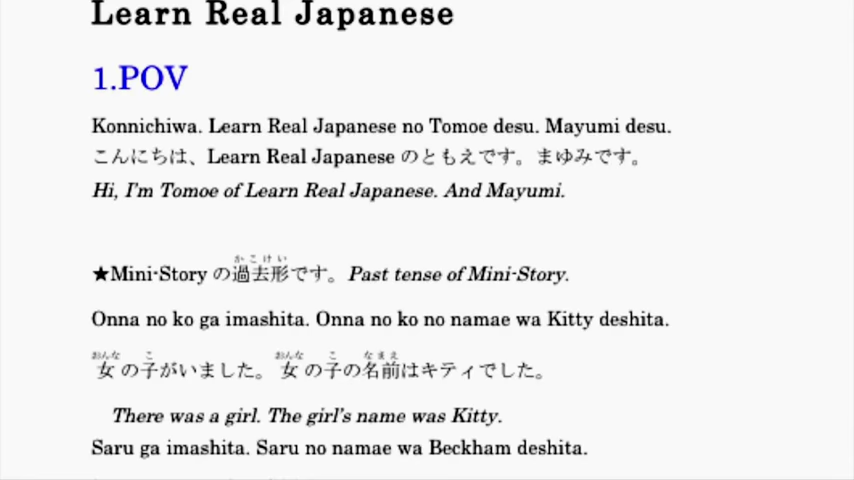 Learn Real Japanese
1.POV
Konnichiwa. Learn Real Japanese no Tomoe desu. Mayumi desu.
こんにちは、Learn Real Japanese のともえです。まゆみです。
Hi, I'm Tomoe of Learn Real Japanese. And Mayumi.
かこけい
★Mini-Story の過去形です。Past tense of Mini-Story.
Onna no ko ga imashita. Onna no ko no namae wa Kitty deshita.
おんな こ おんな こ なまえ
女の子がいました。女の子の名前はキティでした。
There was a girl. The girl's name was Kitty.
Saru ga imashita. Saru no namae wa Beckham deshita.